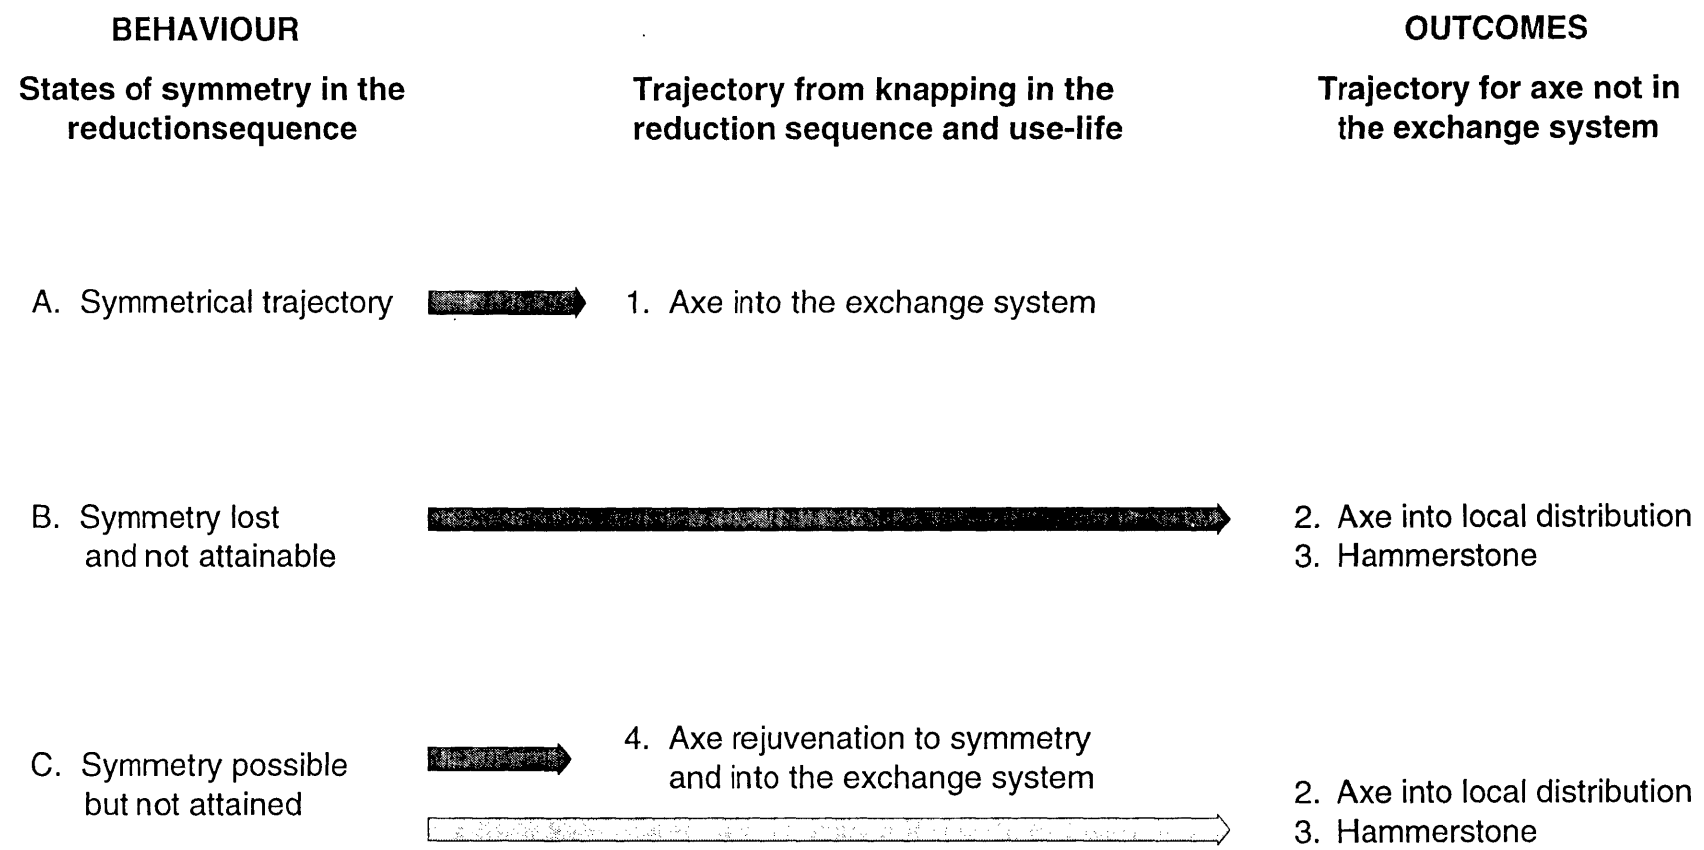 BEHAVIOUR
OUTCOMES
States of symmetry in the
reductionsequence
Trajectory from knapping in the
reduction sequence and use-life
Trajectory for axe not in
the exchange system
A. Symmetrical trajectory
1. Axe into the exchange system
B. Symmetry lost
and not attainable
2. Axe into local distribution
3. Hammerstone
C. Symmetry possible
but not attained
4. Axe rejuvenation to symmetry
and into the exchange system
2. Axe into local distribution
3. Hammerstone